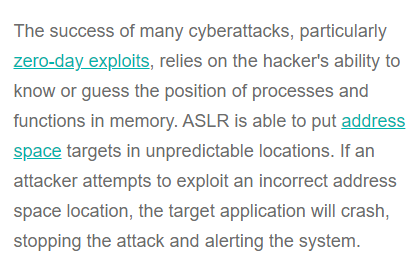 The success of many cyberattacks, particularly
zero-day exploits, relies on the hacker's ability to
know or guess the position of processes and
functions in memory. ASLR is able to put address
space targets in unpredictable locations. If an
attacker attempts to exploit an incorrect address
space location, the target application will crash,
stopping the attack and alerting the system.